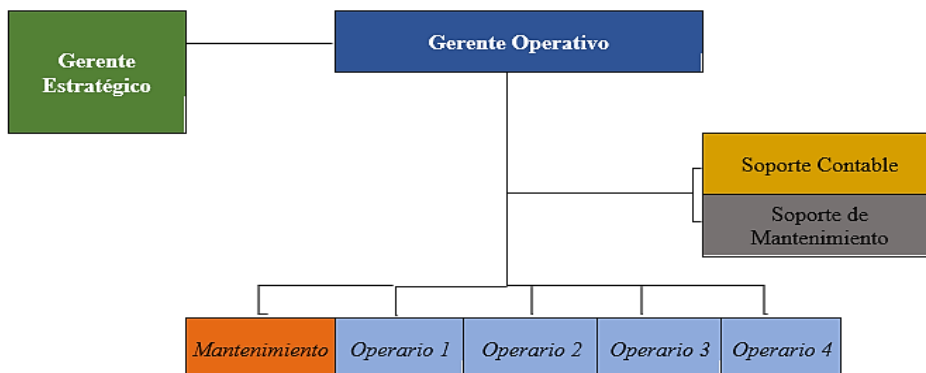 Gerente Operativo
Gerente
Estratégico
Soporte Contable
Soporte de
Mantenimiento
Mantenimiento
Operario 1
Operario 2
Operario 3
Operario 4